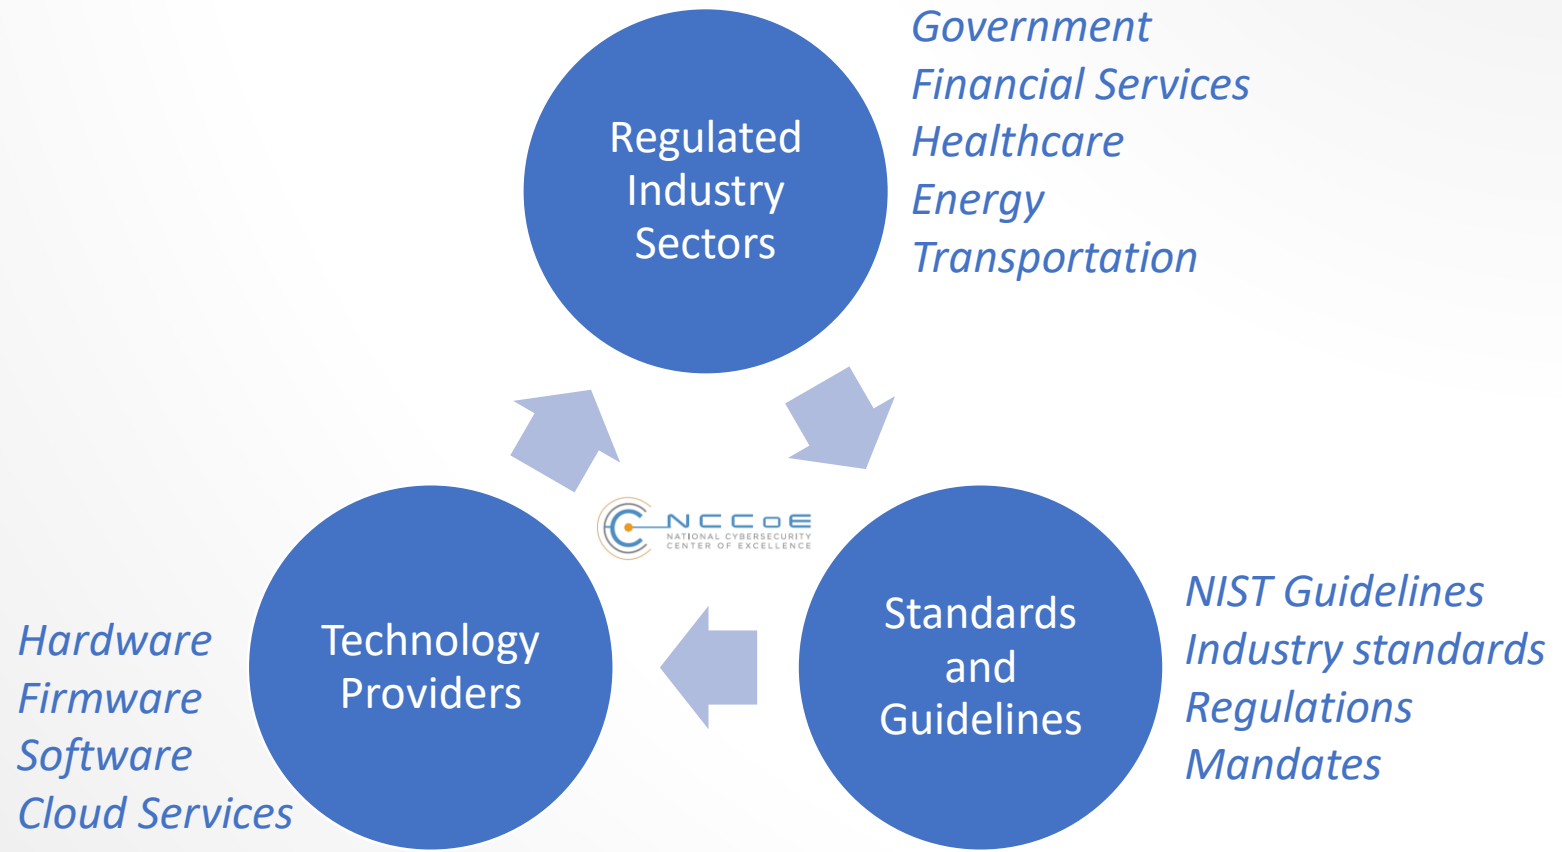 Regulated
Industry
Sectors
Government
Financial Services
Healthcare
Energy
Transportation
NCCoE
NATIONAL CYBERSECURITY
CENTER OF EXCELLENCE
Standards
and
Guidelines
NIST Guidelines
Industry standards
Regulations
Mandates
Technology
Providers
Hardware
Firmware
Software
Cloud Services